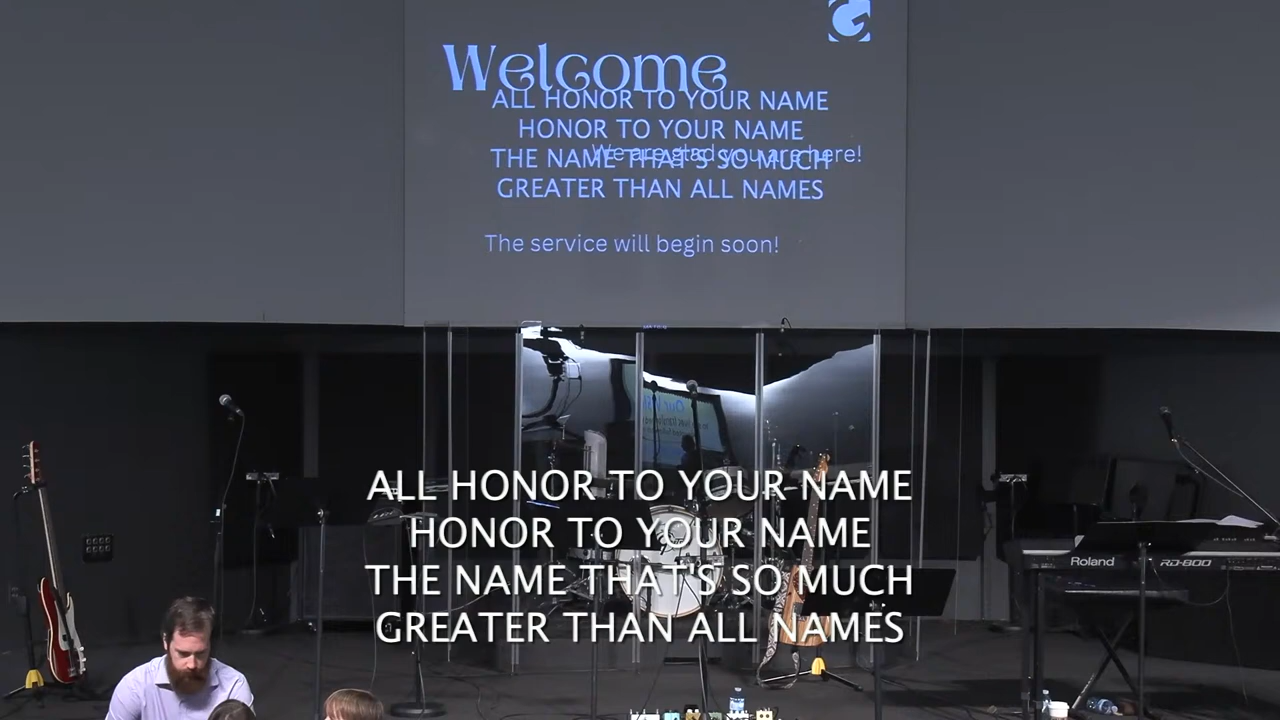 Welcome
ALL HONOR TO YOUR NAME
HONOR TO YOUR NAME
We are glad you are here!
THE NAME THAT'S SO MUCH
GREATER THAN ALL NAMES
The service will begin soon!
ALL HONOR TO YOUR NAME
HONOR TO YOUR NAME
THE NAME THAT'S SO MUCH
GREATER THAN ALL NAMES
Roland RD-800